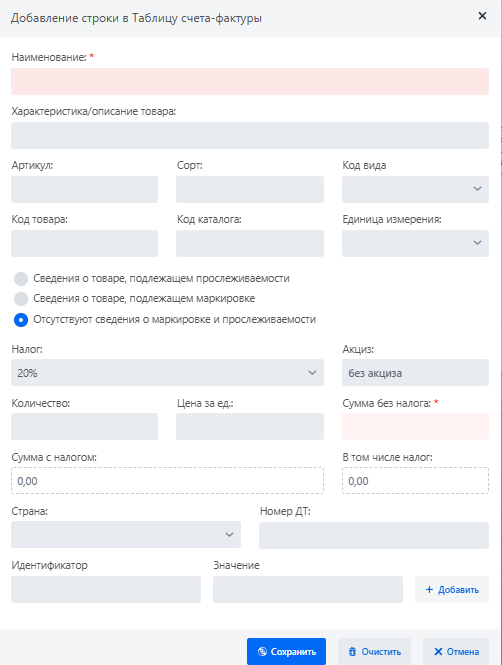 Добавление строки в Таблицу счета-фактуры
Наименование: *
Характеристика/описание товара:
Артикул: Сорт: Код вида
Код товара: Код каталога: Единица измерения:
Сведения о товаре, подлежащем прослеживаемости
Сведения о товаре, подлежащем маркировке
Отсутствуют сведения о маркировке и прослеживаемости
Налог: Акциз:
20% без акциза
Количество: Цена за ед.: Сумма без налога: *
Сумма с налогом: В том числе налог:
0,00 0,00
Страна: Номер ДТ:
Идентификатор Значение
+ Добавить
Сохранить Очистить Отмена